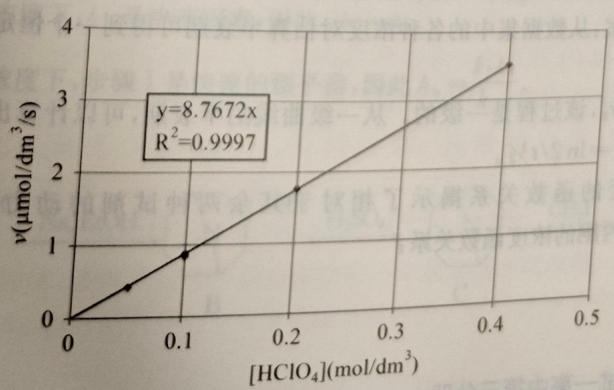 4
3
2
1
0
v(μmol/dm³/s)
y=8.7672x
R²=0.9997
0 0.1 0.2 0.3 0.4 0.5
[HClO₄](mol/dm³)